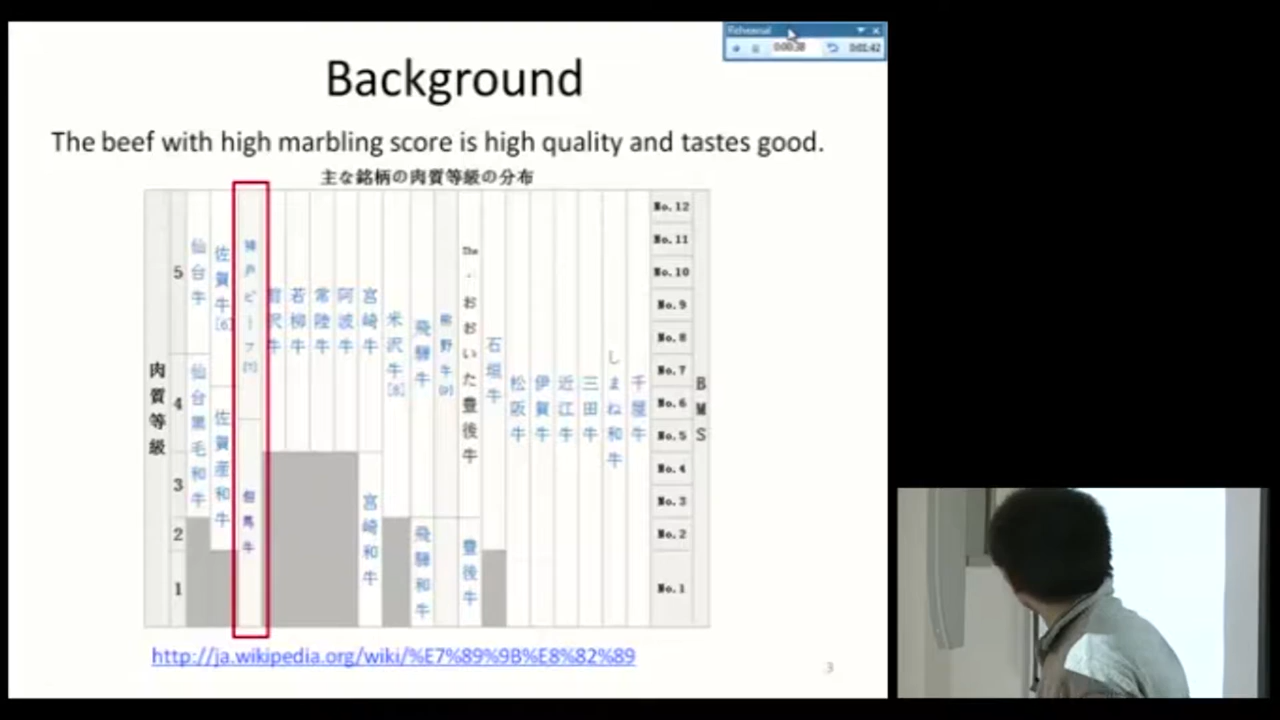 Rehearsal
0:00:38
0:01:42
Background
The beef with high marbling score is high quality and tastes good.
主な銘柄の肉質等級の分布
肉質等級
5
4
3
2
1
仙台牛
仙台黒毛和牛
佐賀牛[6]
佐賀産和牛
神戸ビーフ[7]
但馬牛
若柳牛
常陸牛
阿波牛
宮崎牛
宮崎和牛
米沢牛[8]
飛騨牛
飛騨和牛
熊野牛[9]
The・おおいた豊後牛
豊後牛
石垣牛
松阪牛
伊賀牛
近江牛
三田牛
しまね和牛
千屋牛
No.12
No.11
No.10
No.9
No.8
No.7
No.6
No.5
No.4
No.3
No.2
No.1
BMS
http://ja.wikipedia.org/wiki/%E7%89%9B%E8%82%89
3